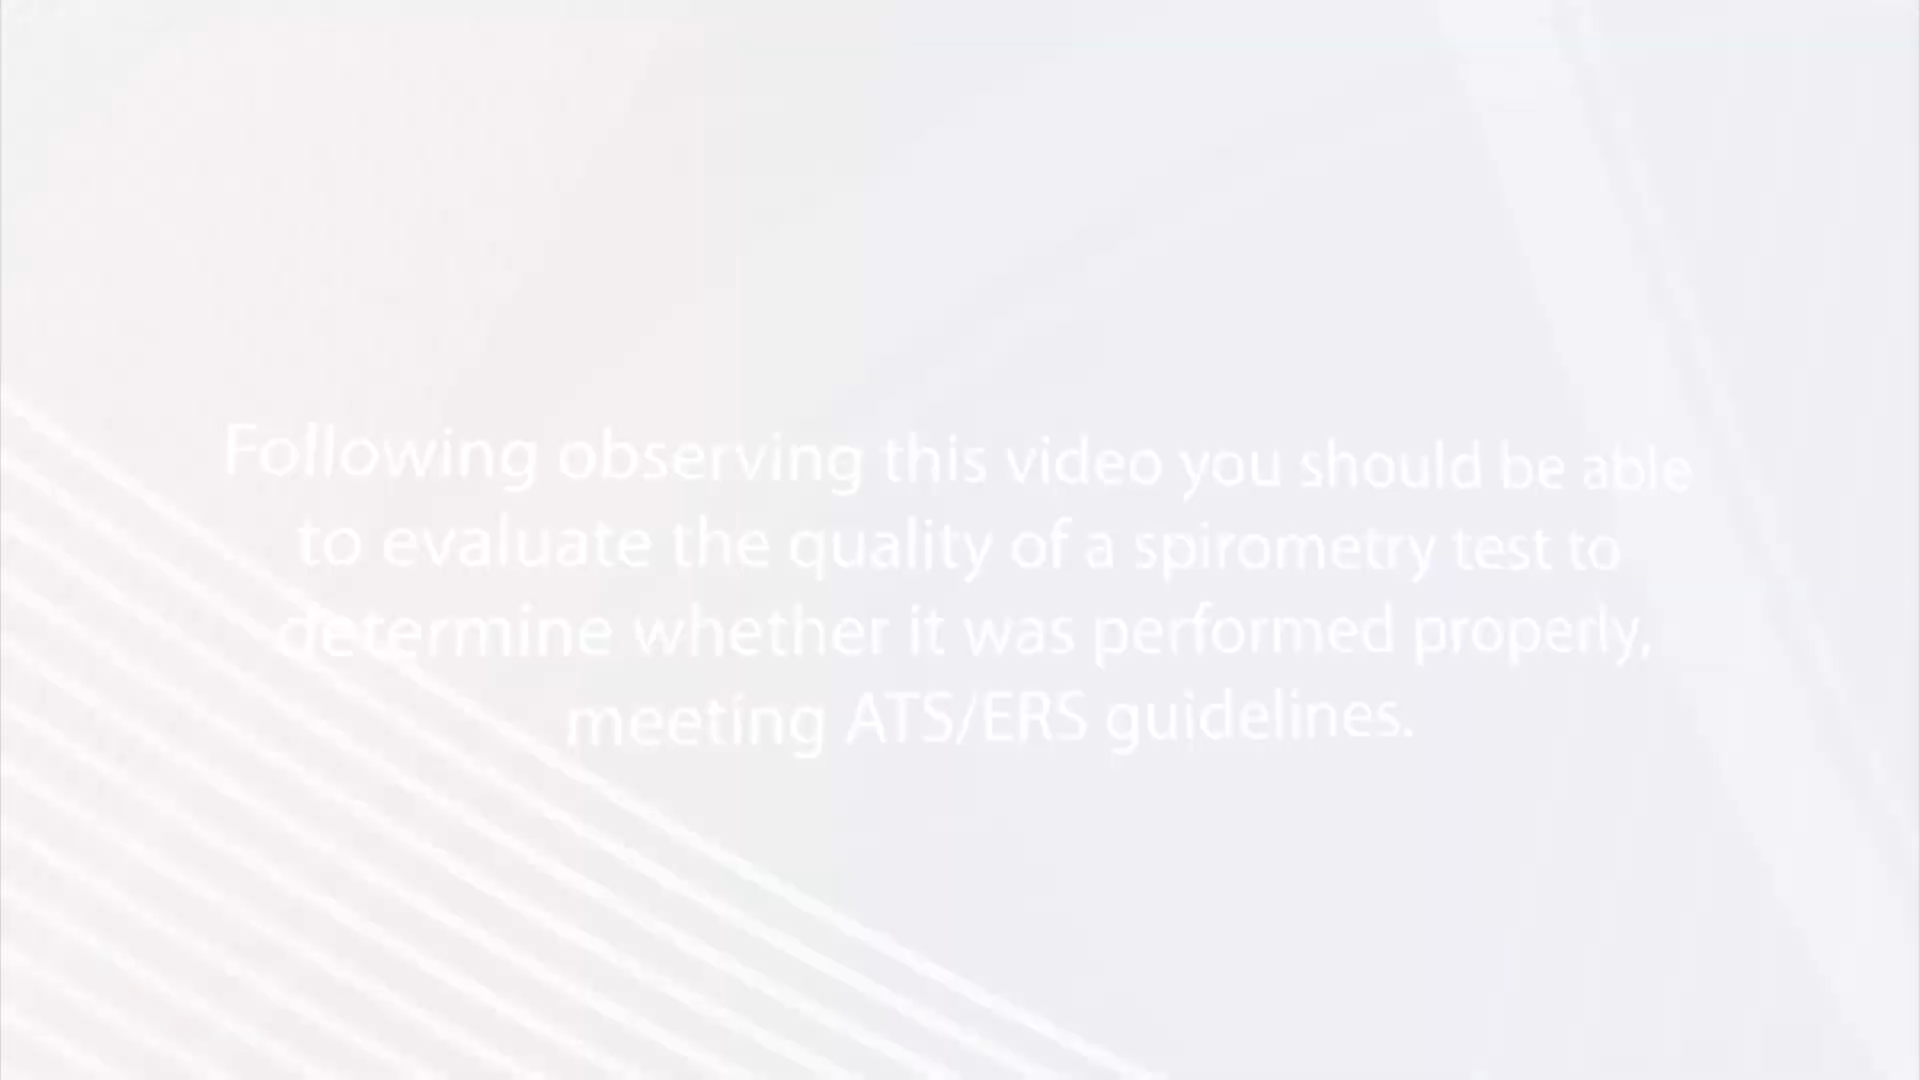 Following observing this video you should be able
to evaluate the quality of a spirometry test to
determine whether it was performed properly,
meeting ATS/ERS guidelines.